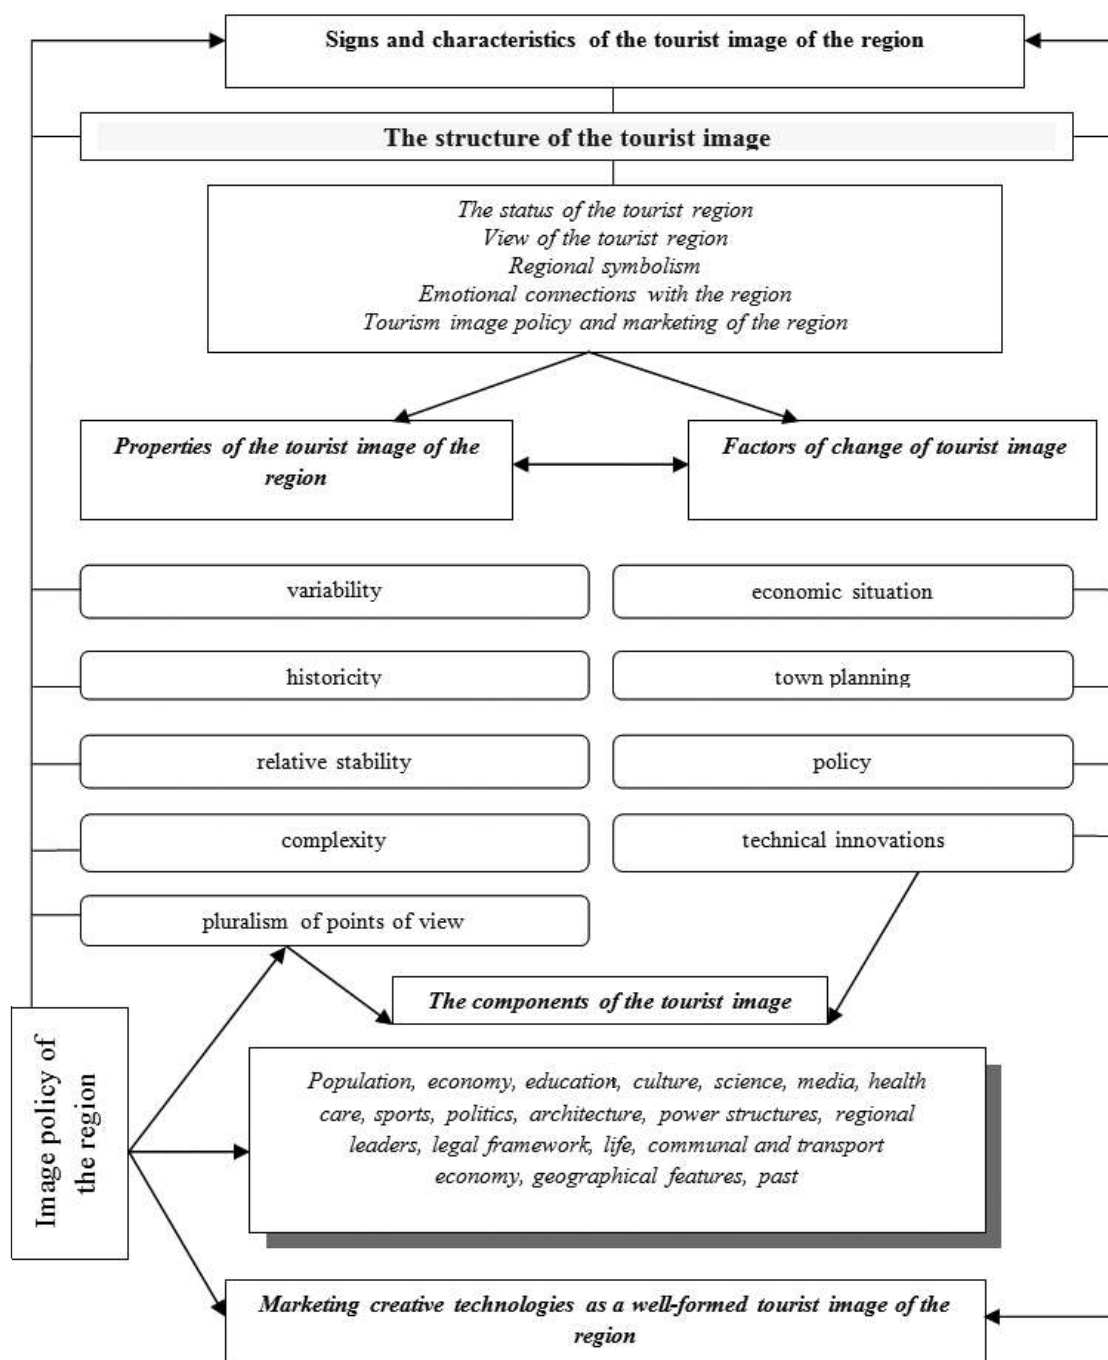 Signs and characteristics of the tourist image of the region
The structure of the tourist image
The status of the tourist region
View of the tourist region
Regional symbolism
Emotional connections with the region
Tourism image policy and marketing of the region
Properties of the tourist image of the
region
Factors of change of tourist image
variability
economic situation
historicity
town planning
relative stability
policy
complexity
technical innovations
pluralism of points of view
The components of the tourist image
Image policy of
the region
Population, economy, education, culture, science, media, health
care, sports, politics, architecture, power structures, regional
leaders, legal framework, life, communal and transport
economy, geographical features, past
Marketing creative technologies as a well-formed tourist image of the
region